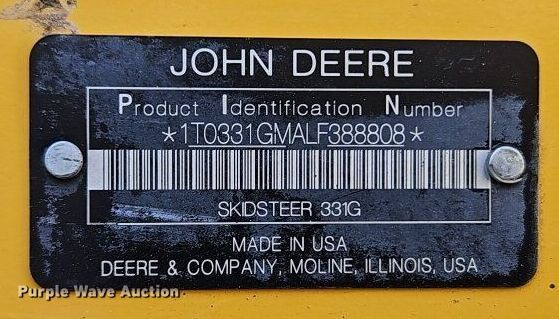 JOHN DEERE
Product Identification Number
*1T0331GMALF388808*
SKIDSTEER 331G
MADE IN USA
DEERE & COMPANY, MOLINE, ILLINOIS, USA
Purple Wave Auction